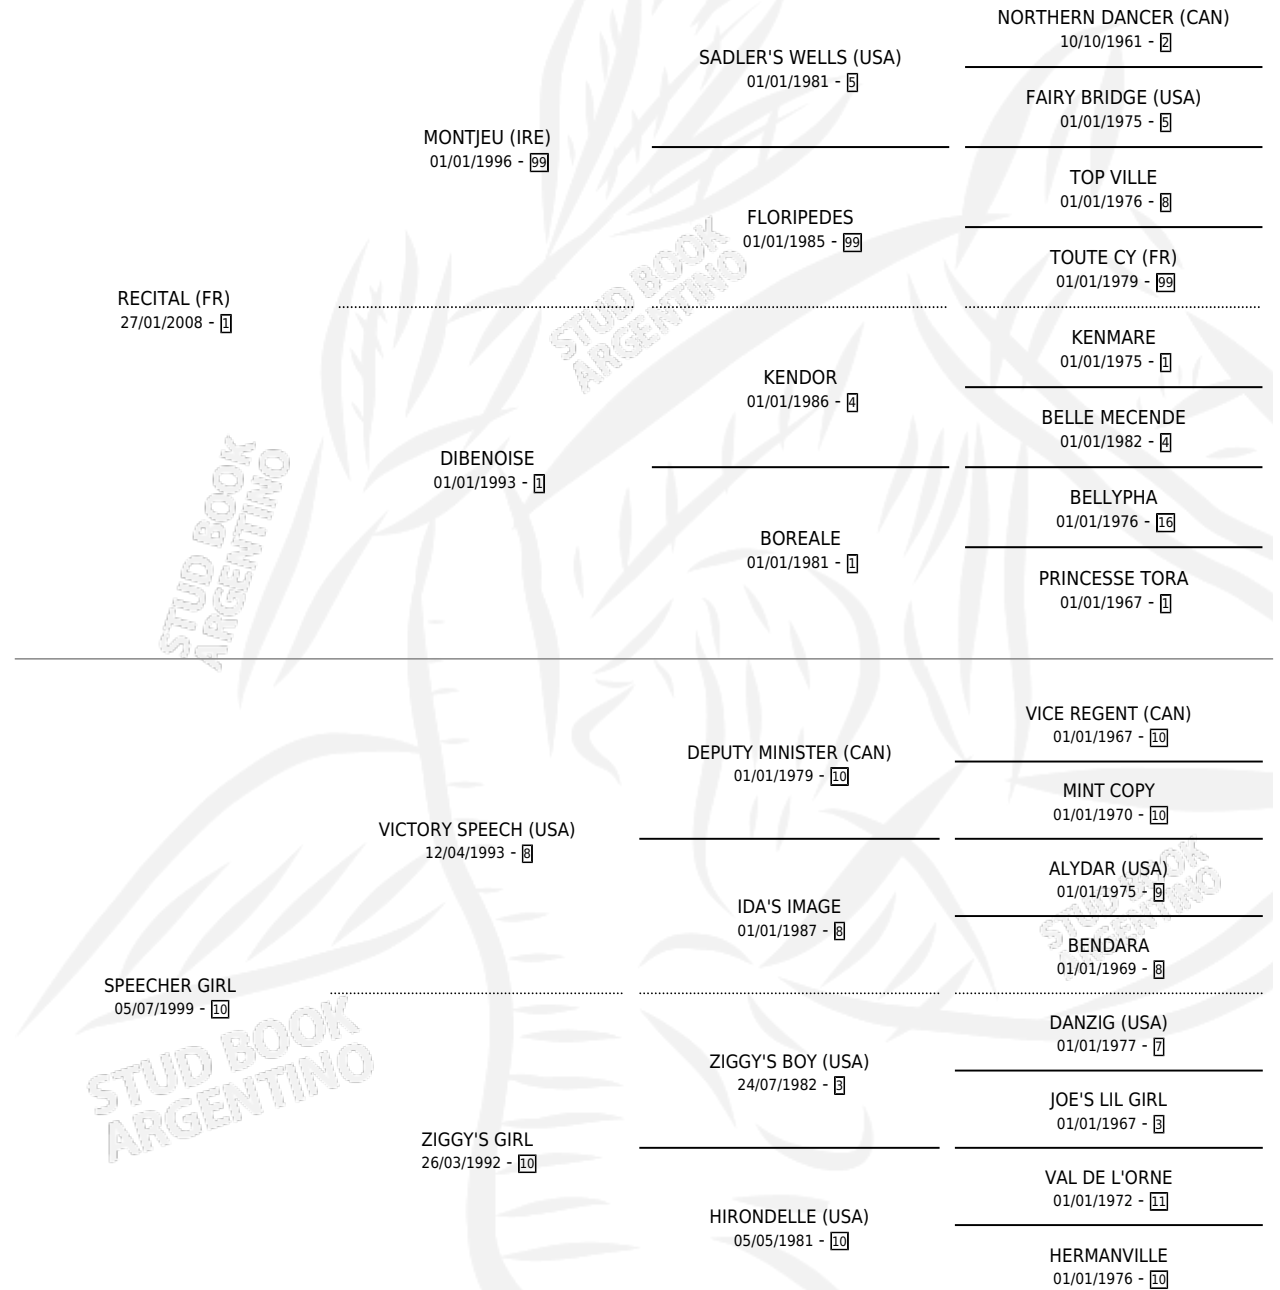 NORTHERN DANCER (CAN)
10/10/1961 - 2
SADLER'S WELLS (USA)
01/01/1981 - 5
FAIRY BRIDGE (USA)
01/01/1975 - 5
MONTJEU (IRE)
01/01/1996 - 99
TOP VILLE
01/01/1976 - 8
FLORIPEDES
01/01/1985 - 99
TOUTE CY (FR)
01/01/1979 - 99
RECITAL (FR)
27/01/2008 - 1
KENMARE
01/01/1975 - 1
KENDOR
01/01/1986 - 4
BELLE MECENDE
01/01/1982 - 4
DIBENOISE
01/01/1993 - 1
BELLYPHA
01/01/1976 - 16
BOREALE
01/01/1981 - 1
PRINCESSE TORA
01/01/1967 - 1
VICE REGENT (CAN)
01/01/1967 - 10
DEPUTY MINISTER (CAN)
01/01/1979 - 10
MINT COPY
01/01/1970 - 10
VICTORY SPEECH (USA)
12/04/1993 - 8
ALYDAR (USA)
01/01/1975 - 9
IDA'S IMAGE
01/01/1987 - 8
BENDARA
01/01/1969 - 8
SPEECHER GIRL
05/07/1999 - 10
DANZIG (USA)
01/01/1977 - 7
ZIGGY'S BOY (USA)
24/07/1982 - 3
JOE'S LIL GIRL
01/01/1967 - 3
ZIGGY'S GIRL
26/03/1992 - 10
VAL DE L'ORNE
01/01/1972 - 11
HIRONDELLE (USA)
05/05/1981 - 10
HERMANVILLE
01/01/1976 - 10
STUD BOOK
ARGENTINO
STUD BOOK
ARGENTINO
STUD BOOK
ARGENTINO
STUD BOOK
ARGENTINO